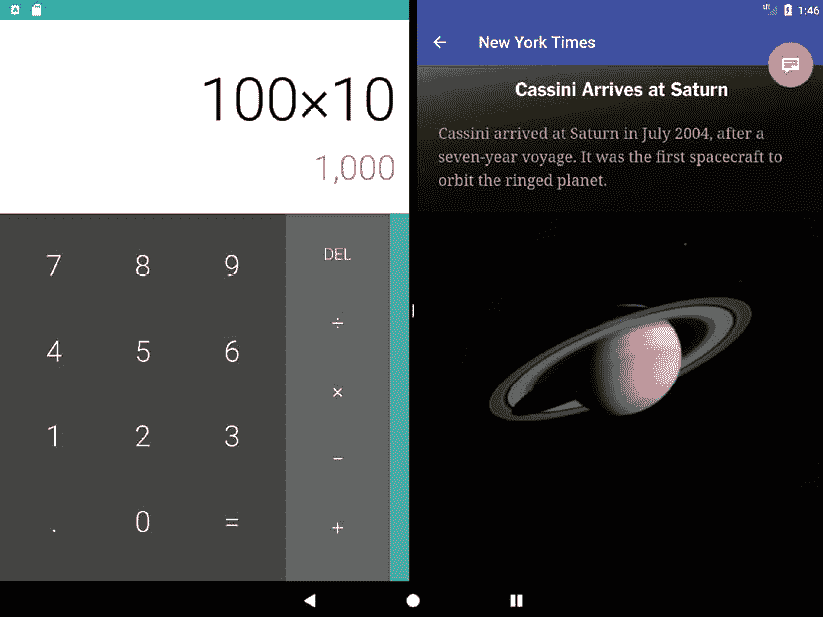 1:46
100×10
1,000
7 8 9 DEL
÷
4 5 6
×
1 2 3
−
. 0 =
+
New York Times
Cassini Arrives at Saturn
Cassini arrived at Saturn in July 2004, after a
seven-year voyage. It was the first spacecraft to
orbit the ringed planet.